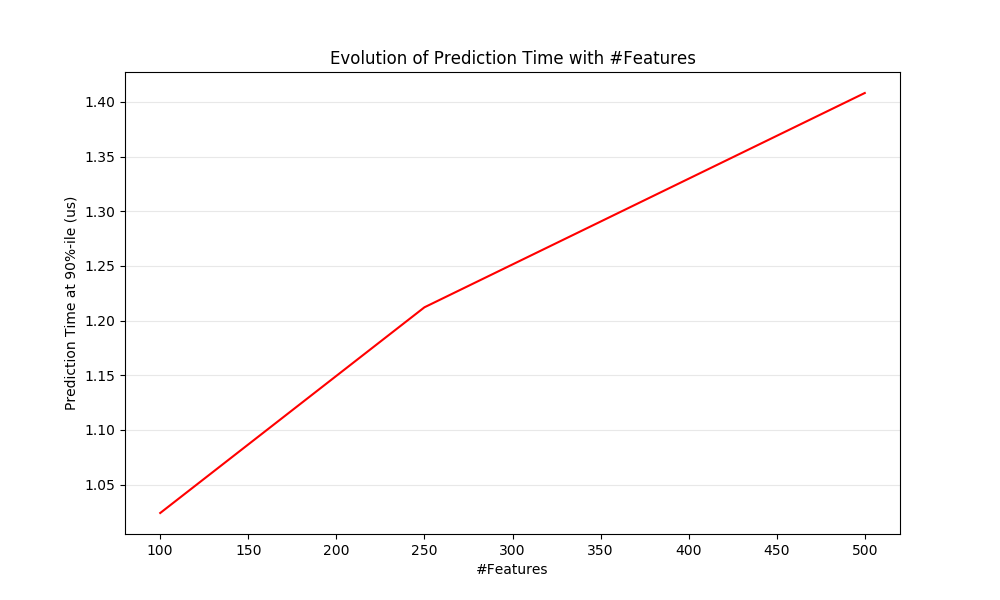 Evolution of Prediction Time with #Features
Prediction Time at 90%-ile (us)
1.40
1.35
1.30
1.25
1.20
1.15
1.10
1.05
100 150 200 250 300 350 400 450 500
#Features